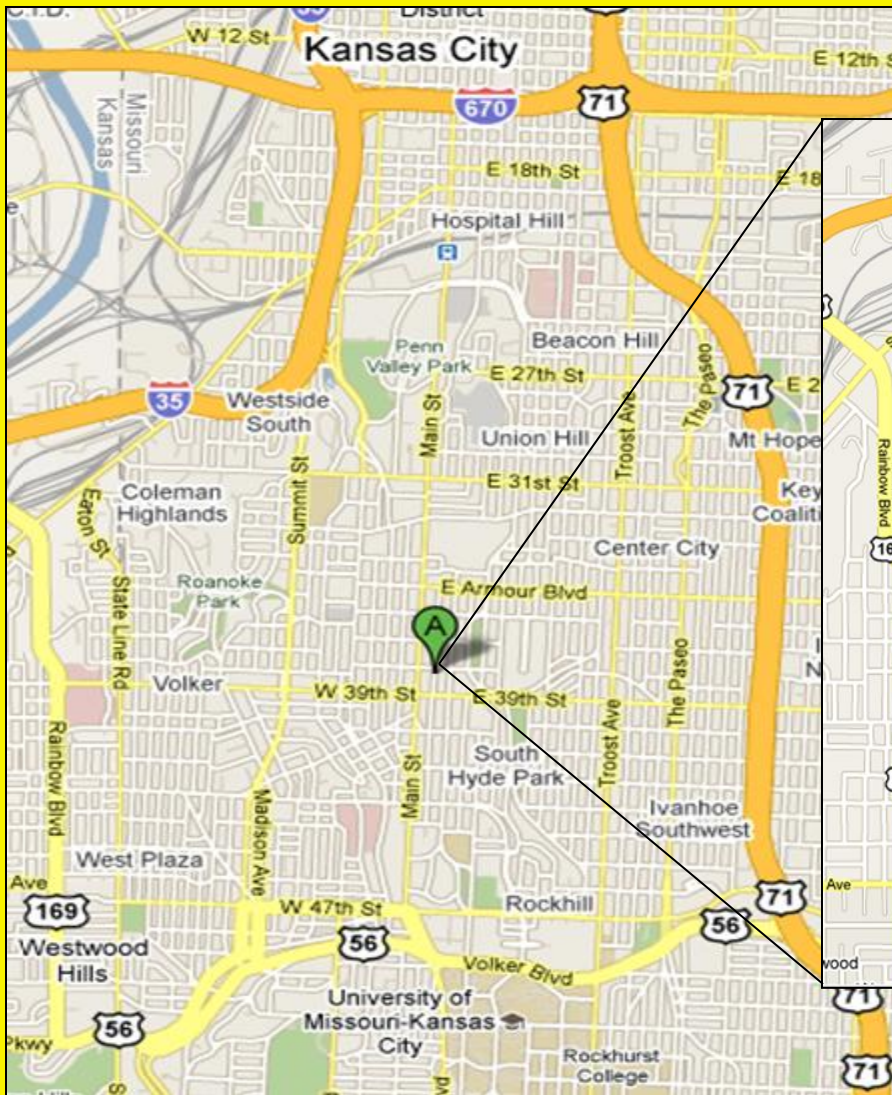 C.I.D.
District
W 12 St
35
Kansas City
E 12th S
Missouri
Kansas
670
71
E 18th St
E 18
Hospital Hill
Penn
Valley Park
Beacon Hill
E 27th St
E 2
35
Westside
South
Main St
Troost Ave
The Paseo
71
Mt Hope
Union Hill
E 31st St
Key
Coaliti
Coleman
Highlands
Eaton St
Summit St
Center City
Rainbow Blvd
16
Roanoke
Park
State Line Rd
E Armour Blvd
A
N
Volker
W 39th St
E 39th St
Rainbow Blvd
Main St
South
Hyde Park
Troost Ave
The Paseo
Madison Ave
Ivanhoe
Southwest
West Plaza
Ave
Ave
169
W 47th St
Rockhill
71
56
56
Westwood
Hills
Volker Blvd
wood
71
University of
Missouri-Kansas
City
56
Pkwy
Rockhurst
College
71